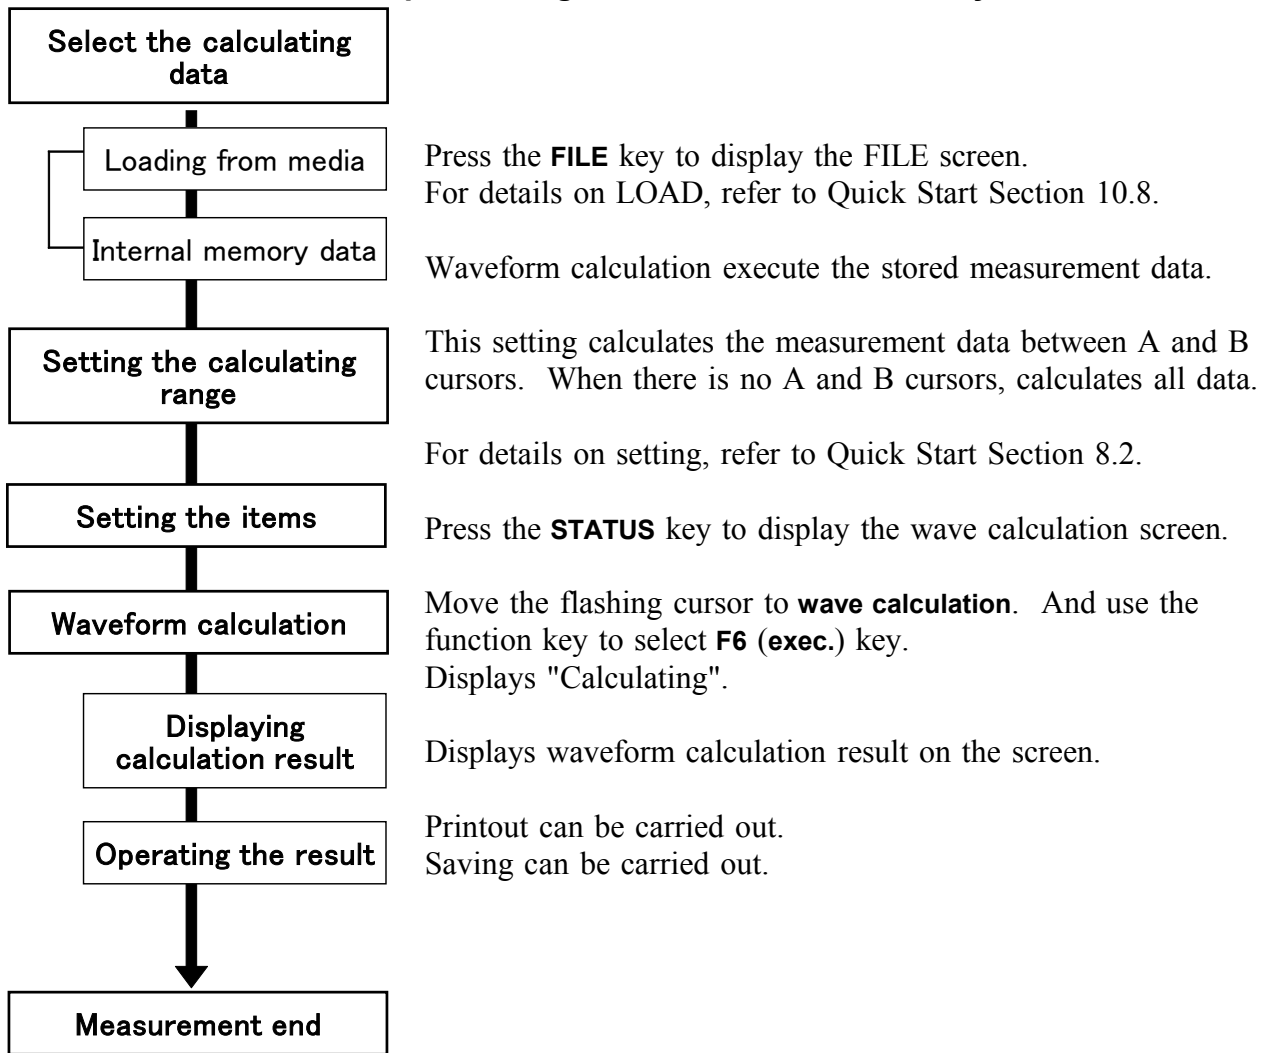 Select the calculating
data
Loading from media
Press the FILE key to display the FILE screen.
For details on LOAD, refer to Quick Start Section 10.8.
Internal memory data
Waveform calculation execute the stored measurement data.
Setting the calculating
range
This setting calculates the measurement data between A and B
cursors. When there is no A and B cursors, calculates all data.
For details on setting, refer to Quick Start Section 8.2.
Setting the items
Press the STATUS key to display the wave calculation screen.
Waveform calculation
Move the flashing cursor to wave calculation. And use the
function key to select F6 (exec.) key.
Displays "Calculating".
Displaying
calculation result
Displays waveform calculation result on the screen.
Operating the result
Printout can be carried out.
Saving can be carried out.
Measurement end